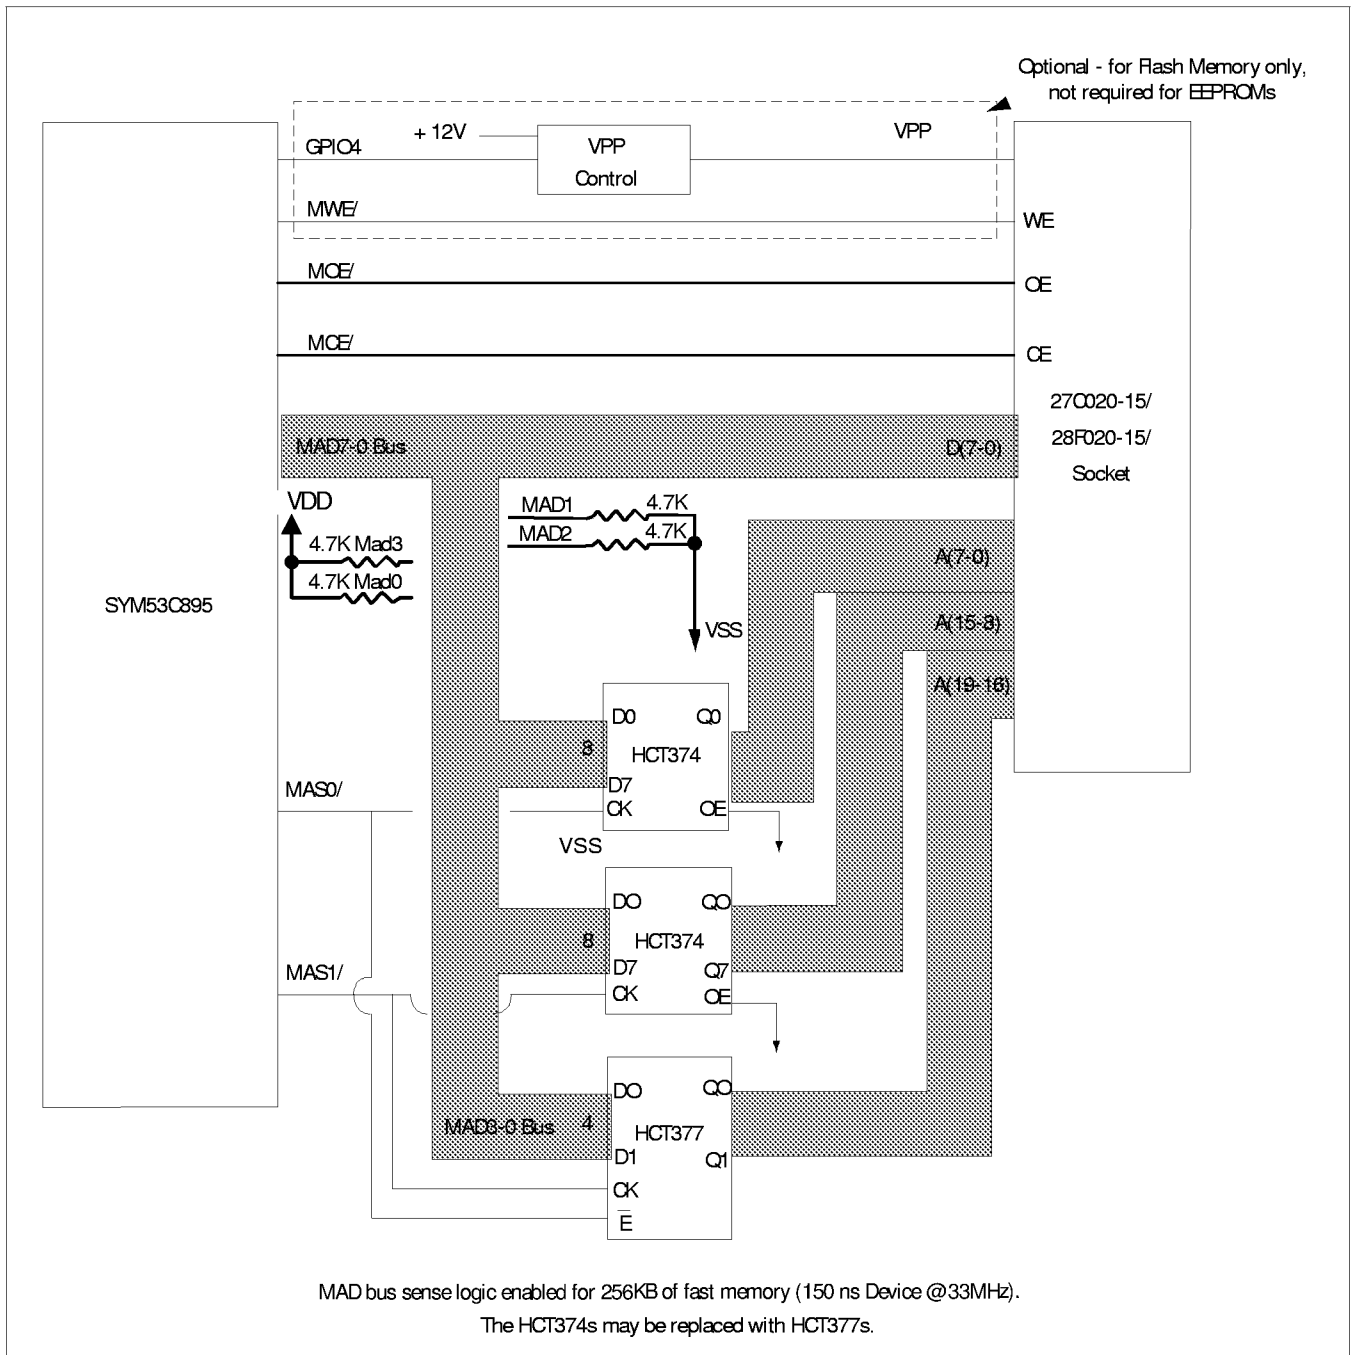 Optional - for Flash Memory only,
not required for EEPROMs
+ 12V
VPP
GPIO4
VPP
Control
MWE/
WE
MOE/
OE
MCE/
CE
27C020-15/
28F020-15/
Socket
MAD7-0 Bus
D(7-0)
VDD
MAD1
4.7K
MAD2
4.7K
4.7K Mad3
4.7K Mad0
A(7-0)
SYM53C895
A(15-8)
VSS
A(19-16)
D0
Q0
8
HCT374
D7
MAS0/
CK
OE
VSS
DO
QO
8
HCT374
D7
Q7
MAS1/
CK
OE
DO
QO
MAD3-0 Bus
4
HCT377
D1
Q1
CK
E
MAD bus sense logic enabled for 256KB of fast memory (150 ns Device @33MHz).
The HCT374s may be replaced with HCT377s.